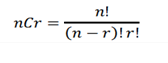 nCr = n! / (n − r)! r!